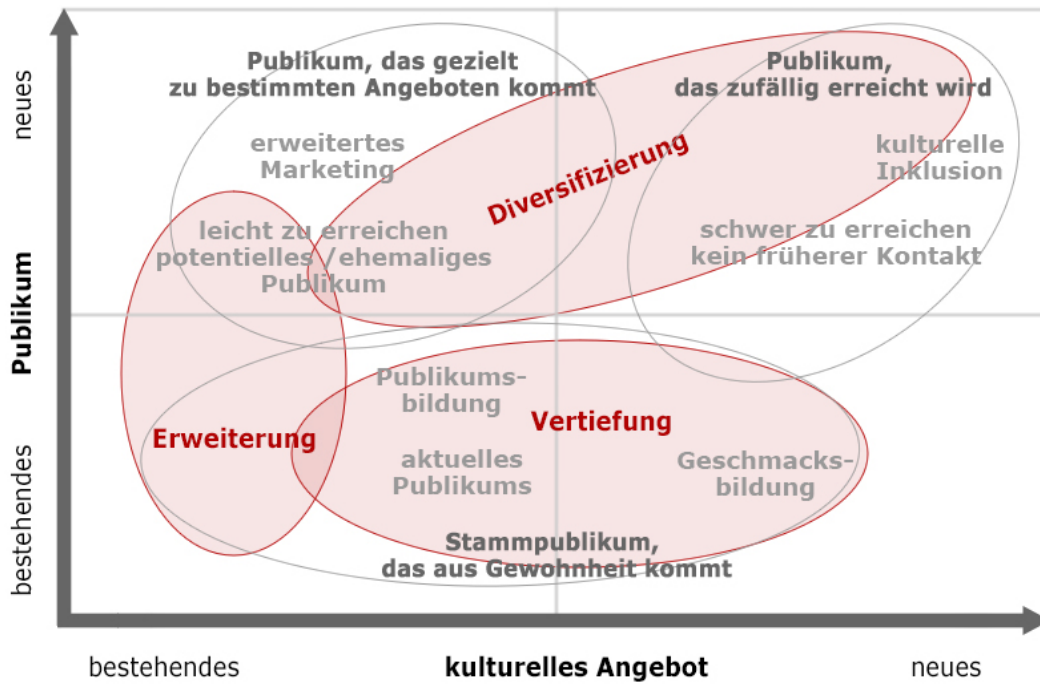 neues
Publikum, das gezielt
zu bestimmten Angeboten kommt
Publikum,
das zufällig erreicht wird
erweitertes
Marketing
Diversifizierung
kulturelle
Inklusion
leicht zu erreichen
potentielles /ehemaliges
Publikum
schwer zu erreichen
kein früherer Kontakt
Publikum
Publikums-
bildung
Erweiterung
Vertiefung
aktuelles
Publikums
Geschmacks-
bildung
bestehendes
Stammpublikum,
das aus Gewohnheit kommt
bestehendes
kulturelles Angebot
neues